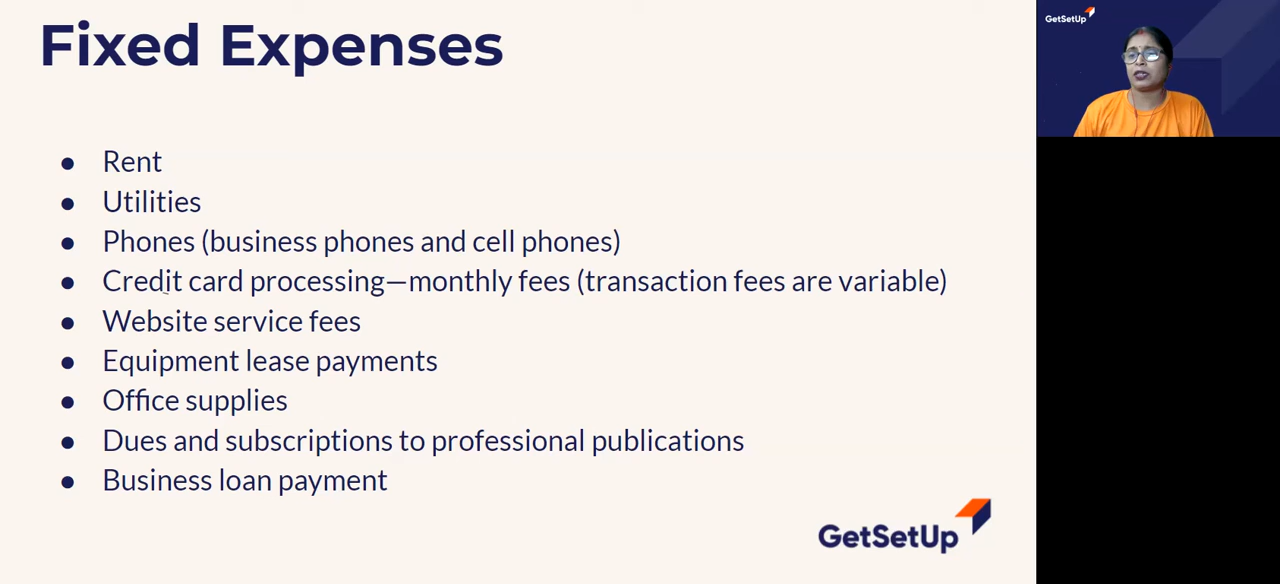 Fixed Expenses
● Rent
● Utilities
● Phones (business phones and cell phones)
● Credit card processing—monthly fees (transaction fees are variable)
● Website service fees
● Equipment lease payments
● Office supplies
● Dues and subscriptions to professional publications
● Business loan payment
GetSetUp
GetSetUp